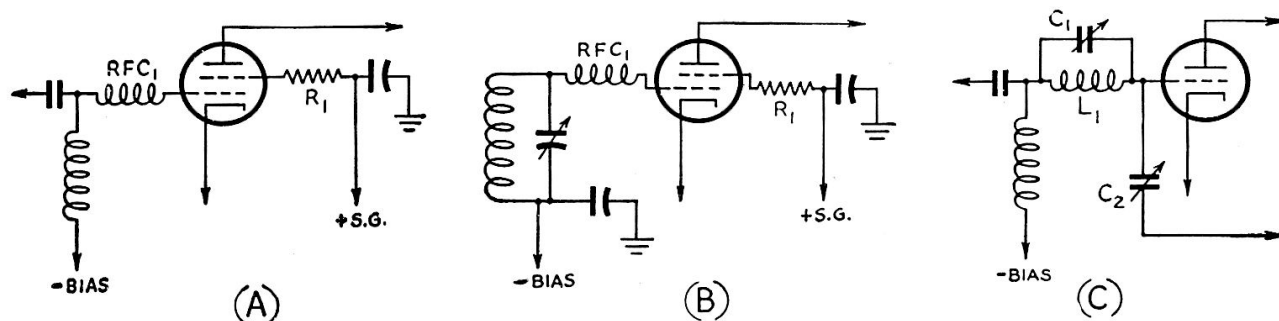 RFC1
R1
+S.G.
-BIAS
(A)
RFC1
R1
+S.G.
-BIAS
(B)
C1
L1
C2
-BIAS
(C)